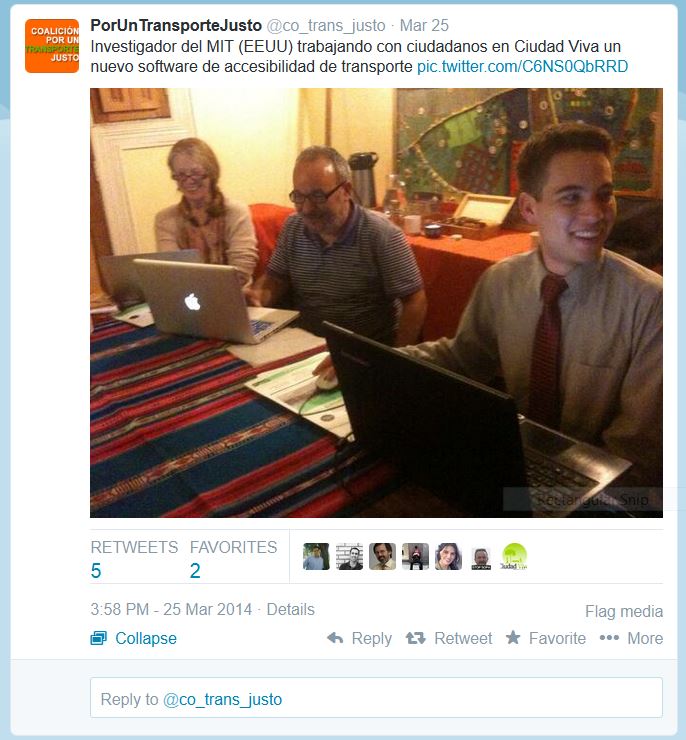 COALICIÓN
POR UN
TRANSPORTE
JUSTO
PorUnTransporteJusto @co_trans_justo · Mar 25
Investigador del MIT (EEUU) trabajando con ciudadanos en Ciudad Viva un
nuevo software de accesibilidad de transporte pic.twitter.com/C6NS0QbRRD
Rectangular Snip
RETWEETS FAVORITES
5 2
3:58 PM - 25 Mar 2014 · Details
Flag media
Collapse Reply Retweet Favorite More
Reply to @co_trans_justo